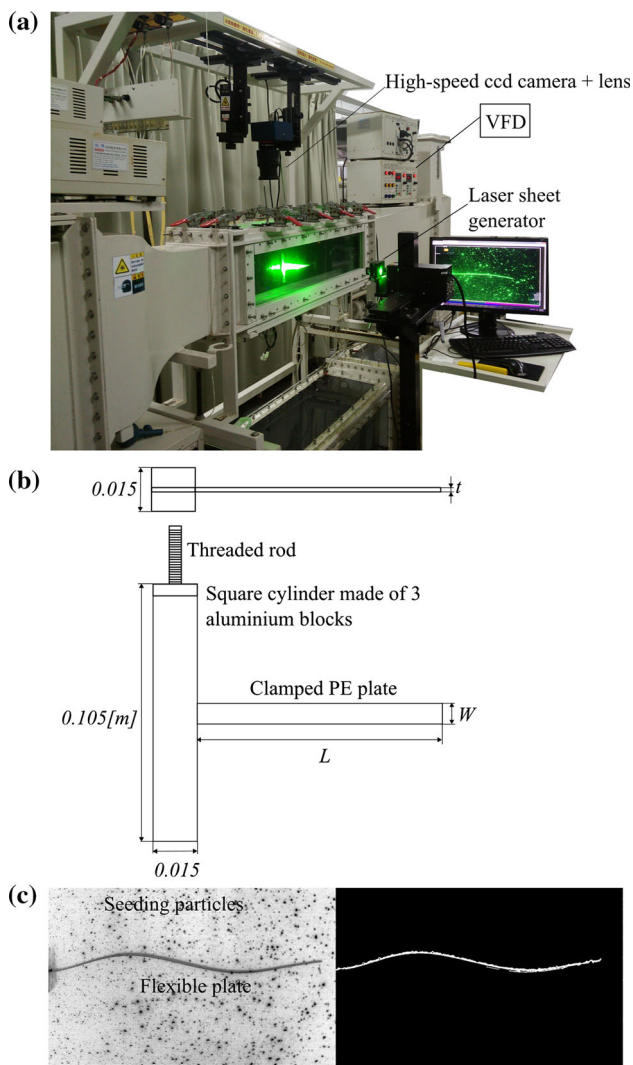 (a)
High-speed ccd camera + lens
VFD
Laser sheet
generator
(b)
0.015
t
Threaded rod
Square cylinder made of 3
aluminium blocks
Clamped PE plate
0.105[m]
W
L
0.015
(c)
Seeding particles
Flexible plate